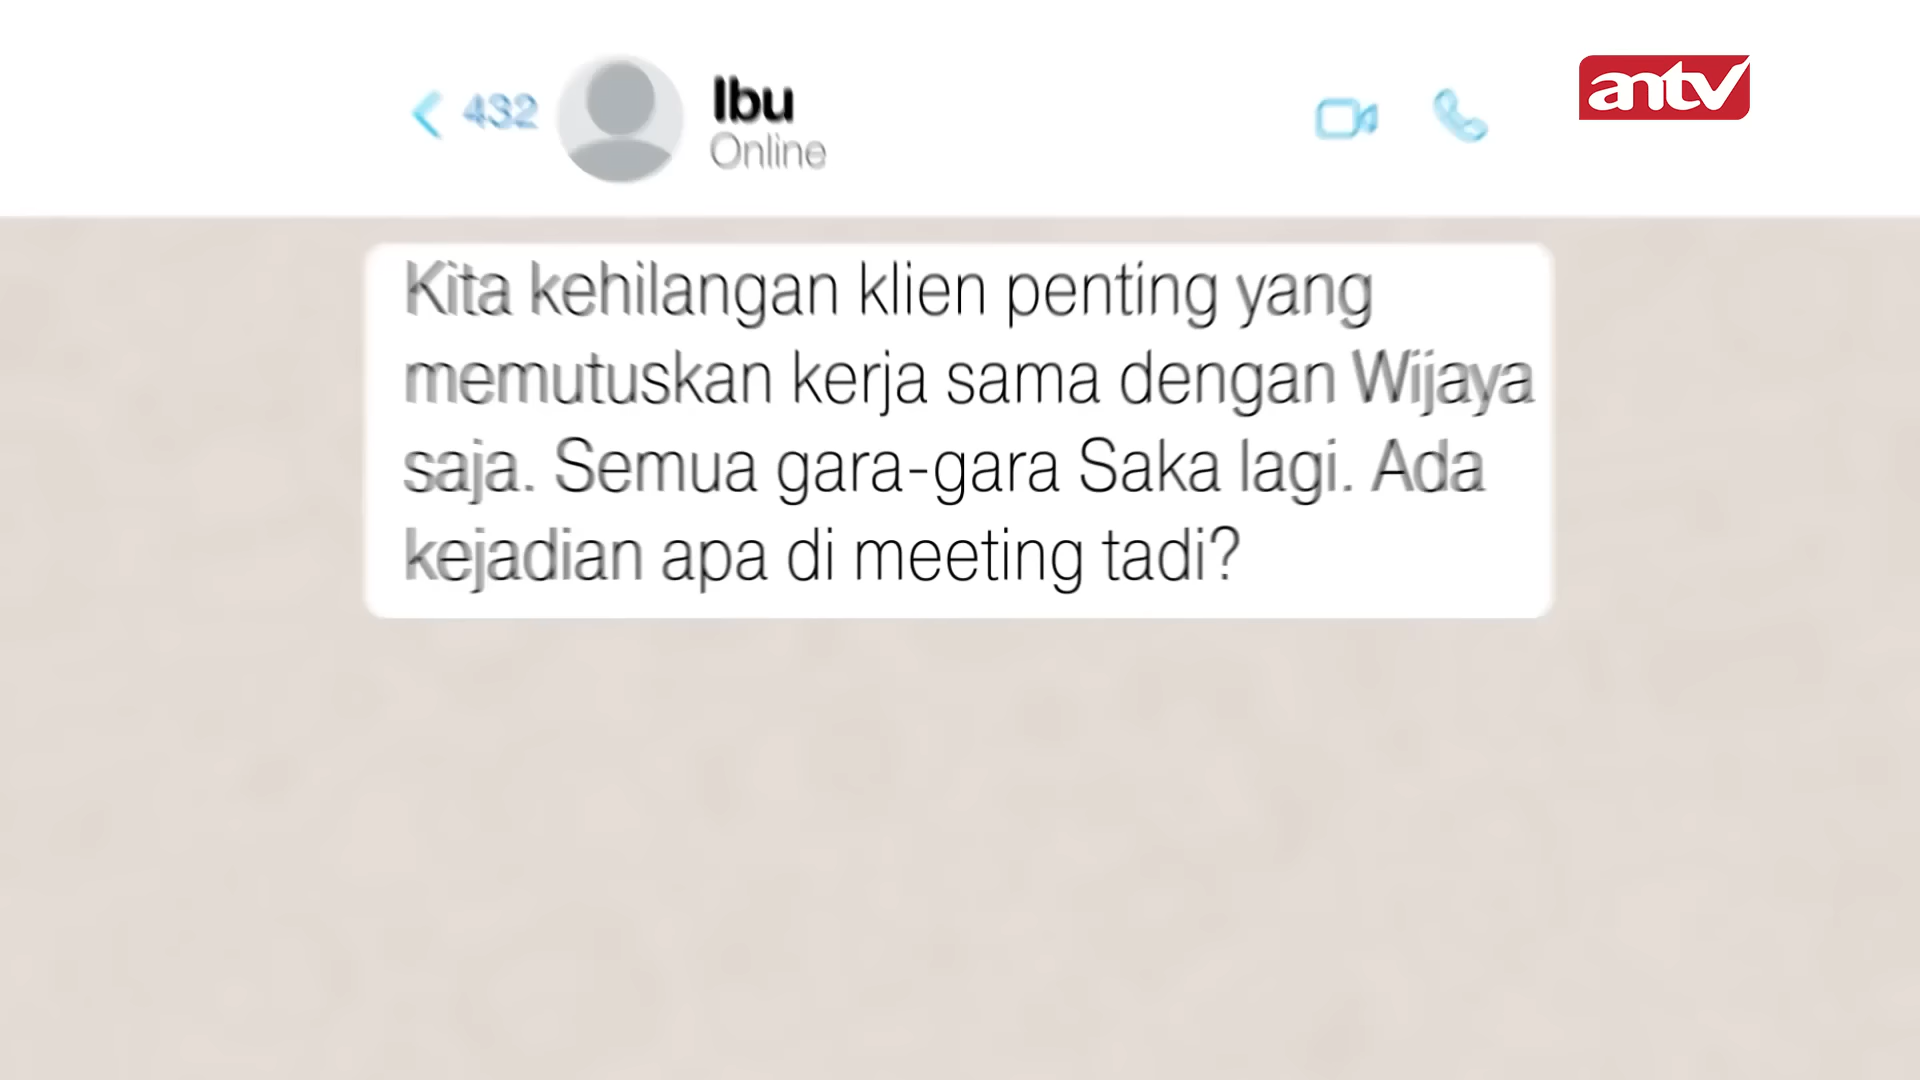 432
Ibu
Online
antv
Kita kehilangan klien penting yang
memutuskan kerja sama dengan Wijaya
saja. Semua gara-gara Saka lagi. Ada
kejadian apa di meeting tadi?